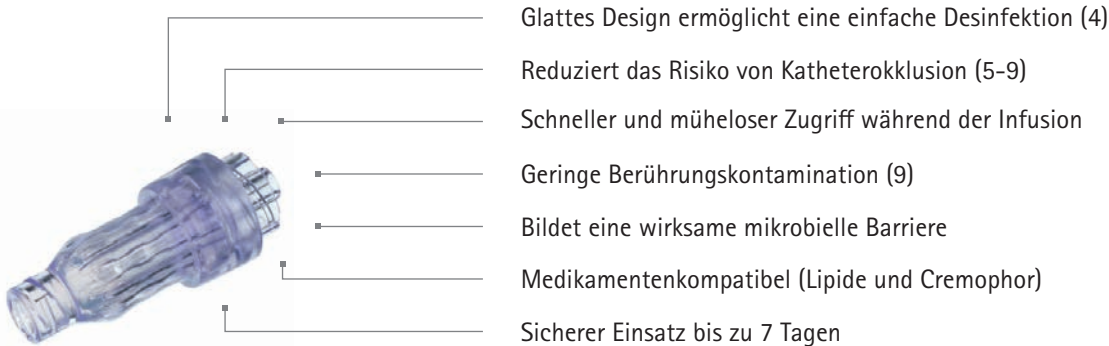 Glattes Design ermöglicht eine einfache Desinfektion (4)
Reduziert das Risiko von Katheterokklusion (5-9)
Schneller und müheloser Zugriff während der Infusion
Geringe Berührungskontamination (9)
Bildet eine wirksame mikrobielle Barriere
Medikamentenkompatibel (Lipide und Cremophor)
Sicherer Einsatz bis zu 7 Tagen